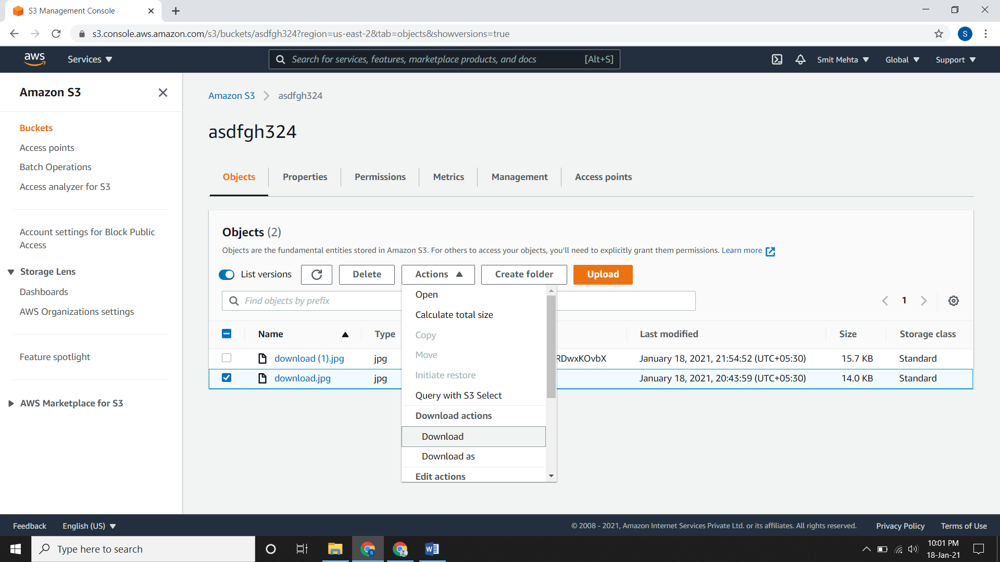 S3 Management Console
s3.console.aws.amazon.com/s3/buckets/asdfgh324?region=us-east-2&tab=objects&showversions=true
S
aws
Services
Search for services, features, marketplace products, and docs
[Alt+S]
Smit Mehta
Global
Support
Amazon S3
Buckets
Access points
Batch Operations
Access analyzer for S3
Account settings for Block Public
Access
Storage Lens
Dashboards
AWS Organizations settings
Feature spotlight
AWS Marketplace for S3
Amazon S3
asdfgh324
asdfgh324
Objects
Properties
Permissions
Metrics
Management
Access points
Objects (2)
Objects are the fundamental entities stored in Amazon S3. For others to access your objects, you'll need to explicitly grant them permissions. Learn more
List versions
Delete
Actions
Create folder
Upload
Find objects by prefix
1
Open
Calculate total size
Copy
Move
Initiate restore
Query with S3 Select
Download actions
Download
Download as
Edit actions
Name Type Last modified Size Storage class
download (1).jpg jpg RDwxKOvbX January 18, 2021, 21:54:52 (UTC+05:30) 15.7 KB Standard
download.jpg jpg January 18, 2021, 20:43:59 (UTC+05:30) 14.0 KB Standard
Feedback
English (US)
© 2008 - 2021, Amazon Internet Services Private Ltd. or its affiliates. All rights reserved.
Privacy Policy
Terms of Use
Type here to search
10:01 PM
18-Jan-21